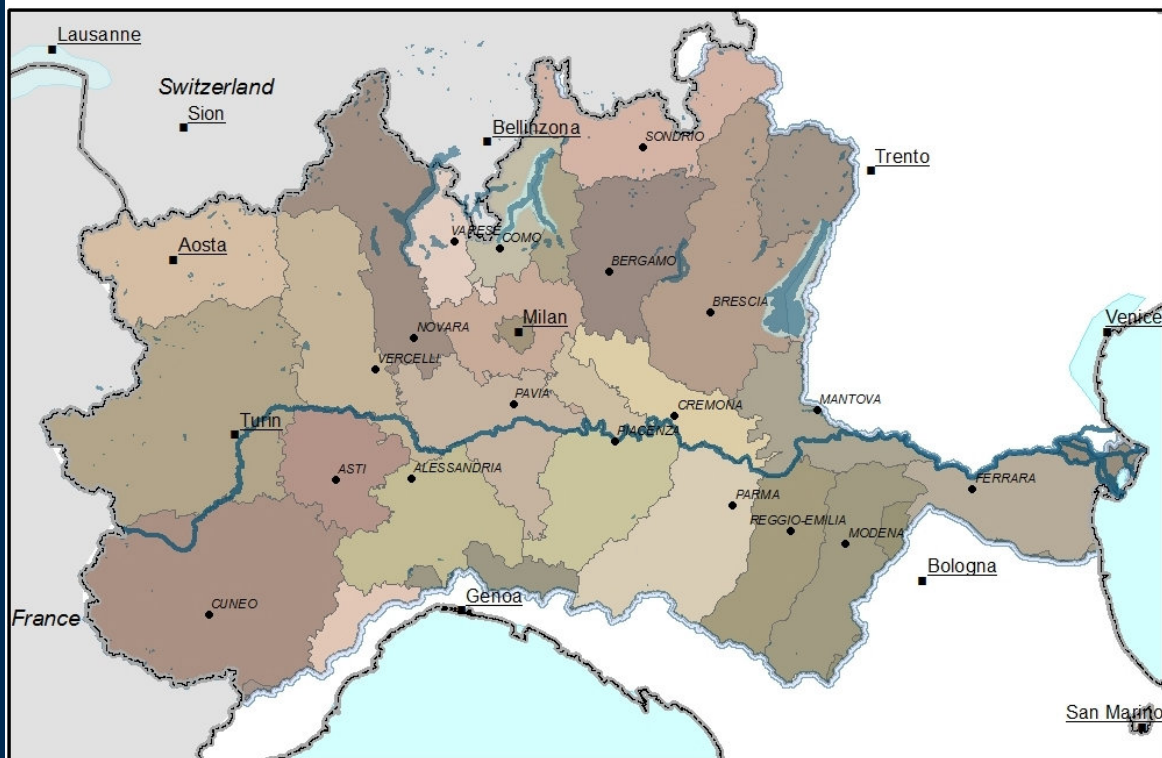 Lausanne
Switzerland
Sion
Bellinzona
SONDRIO
Trento
Aosta
VARESE
COMO
BERGAMO
BRESCIA
Venice
NOVARA
Milan
VERCELLI
PAVIA
CREMONA
MANTOVA
Turin
PIACENZA
ASTI
ALESSANDRIA
FERRARA
PARMA
REGGIO-EMILIA
MODENA
Bologna
CUNEO
Genoa
France
San Marino